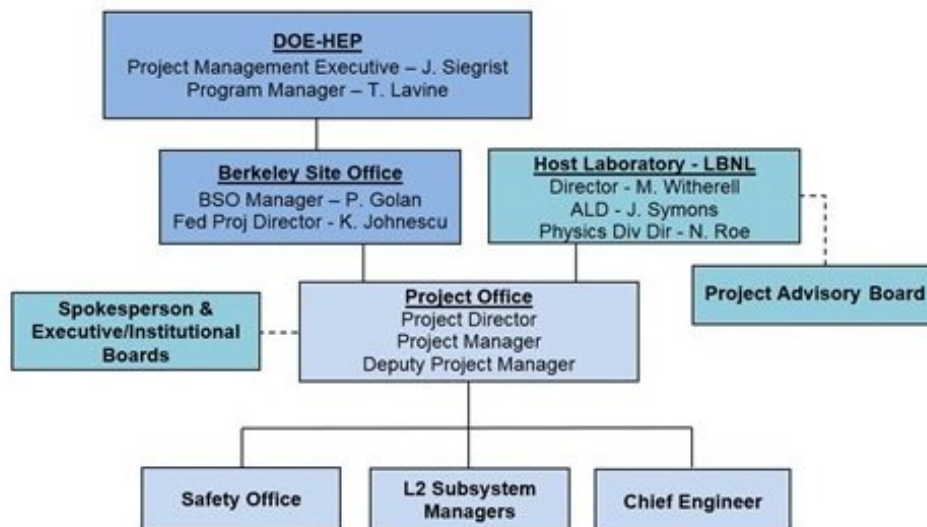 DOE-HEP
Project Management Executive – J. Siegrist
Program Manager – T. Lavine
Berkeley Site Office
BSO Manager – P. Golan
Fed Proj Director - K. Johnescu
Host Laboratory - LBNL
Director - M. Witherell
ALD - J. Symons
Physics Div Dir - N. Roe
Project Advisory Board
Spokesperson &
Executive/Institutional
Boards
Project Office
Project Director
Project Manager
Deputy Project Manager
Safety Office
L2 Subsystem
Managers
Chief Engineer